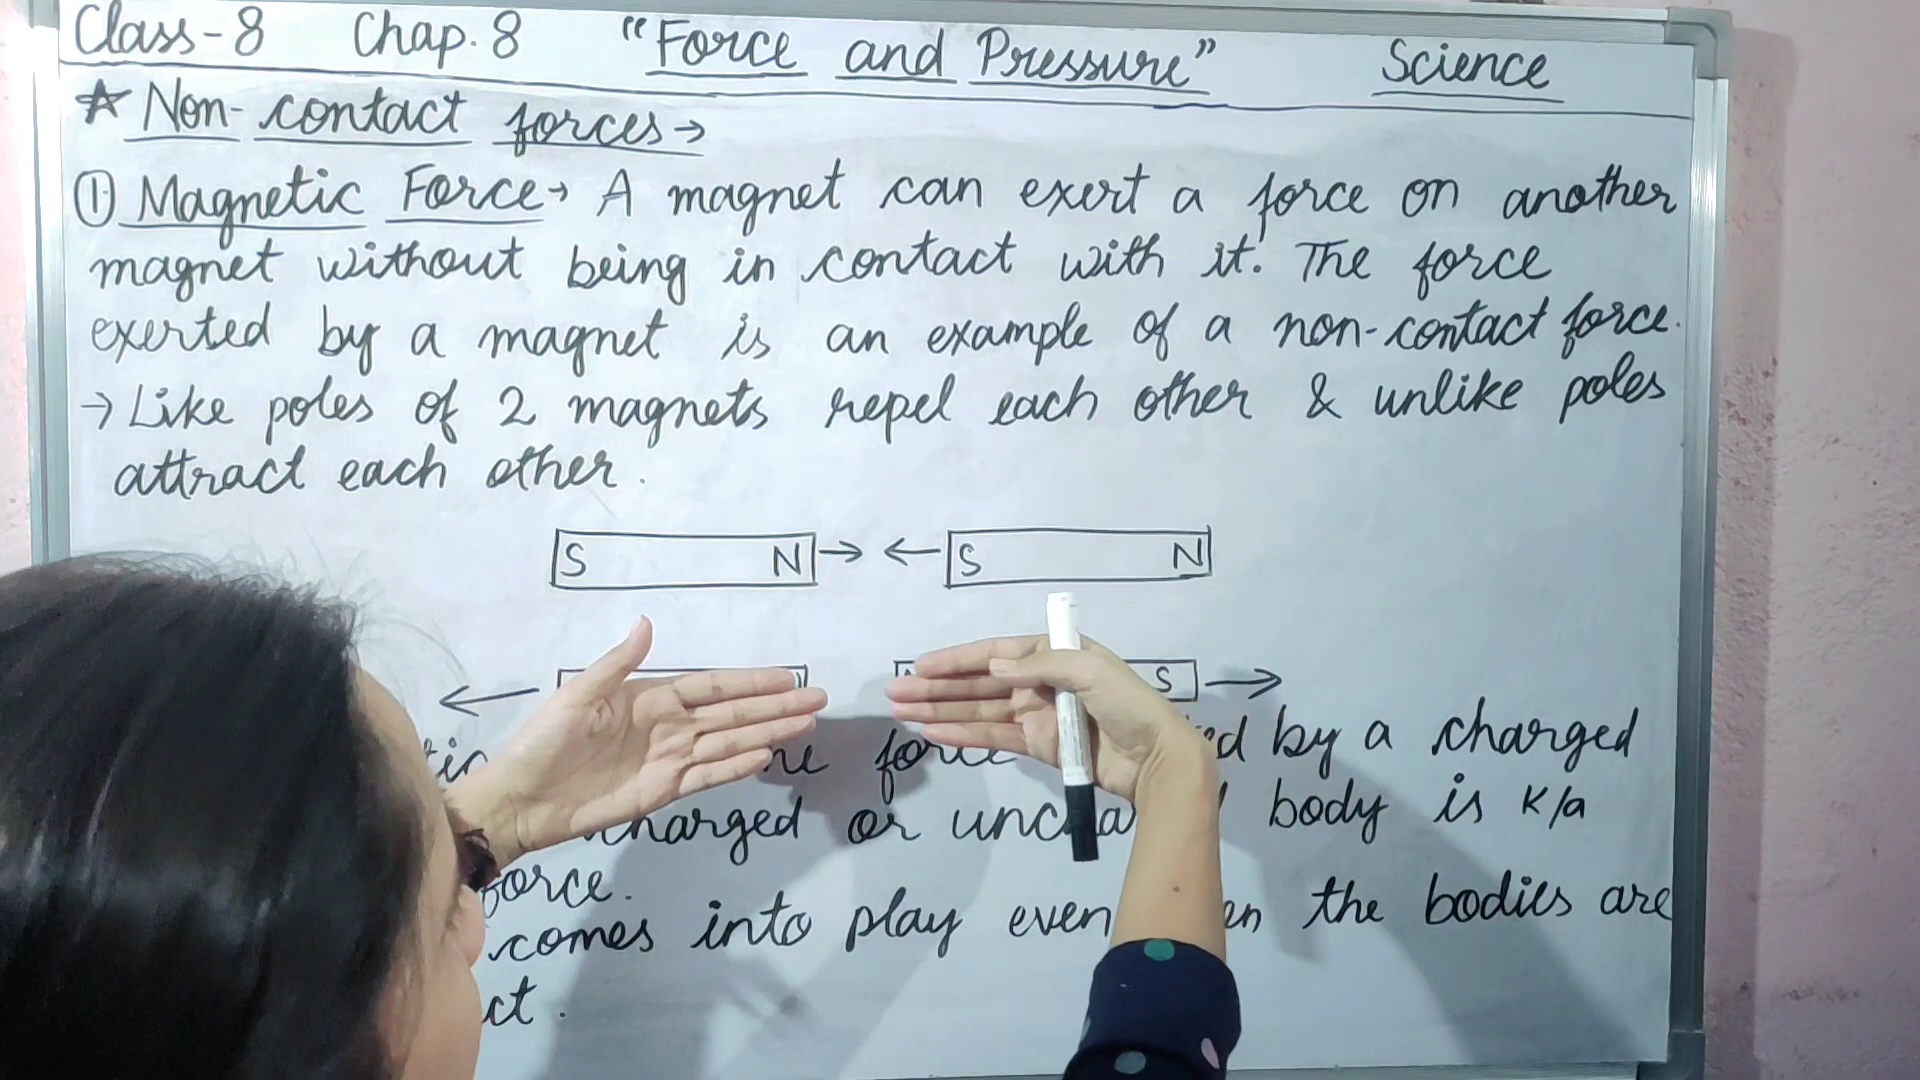 Class-8 Chap. 8 "Force and Pressure" Science
☆ Non-contact forces→
① Magnetic Force→ A magnet can exert a force on another
magnet without being in contact with it. The force
exerted by a magnet is an example of a non-contact force.
→ Like poles of 2 magnets repel each other & unlike poles
attract each other.
S N → ← S N
← S →
force by a charged
charged or body is K/a
force.
comes into play even the bodies are